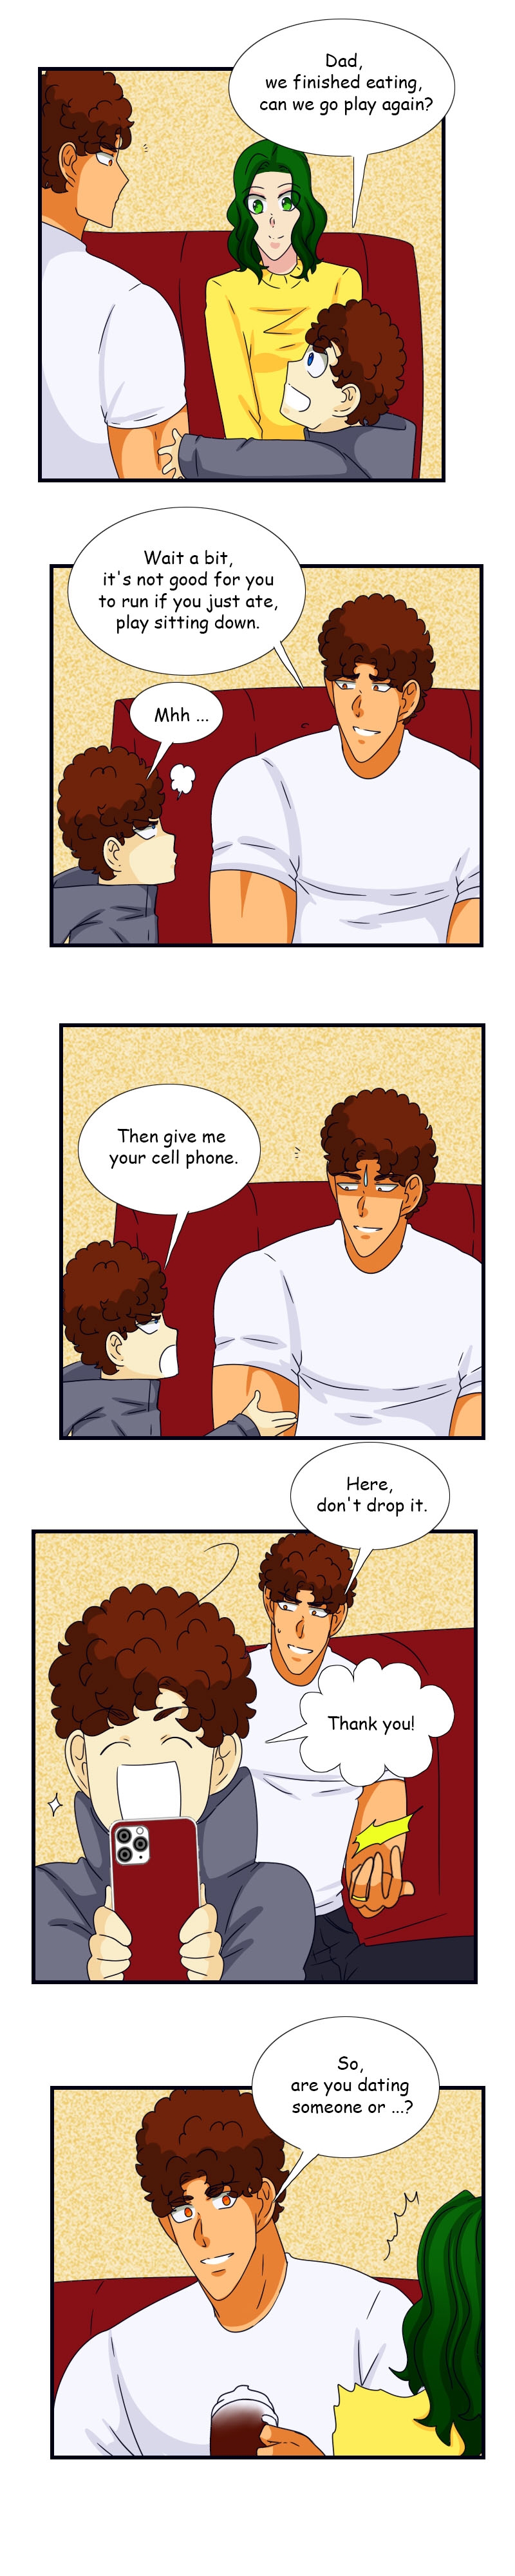 Dad,
we finished eating,
can we go play again?
Wait a bit,
it's not good for you
to run if you just ate,
play sitting down.
Mhh ...
Then give me
your cell phone.
Here,
don't drop it.
Thank you!
So,
are you dating
someone or ...?